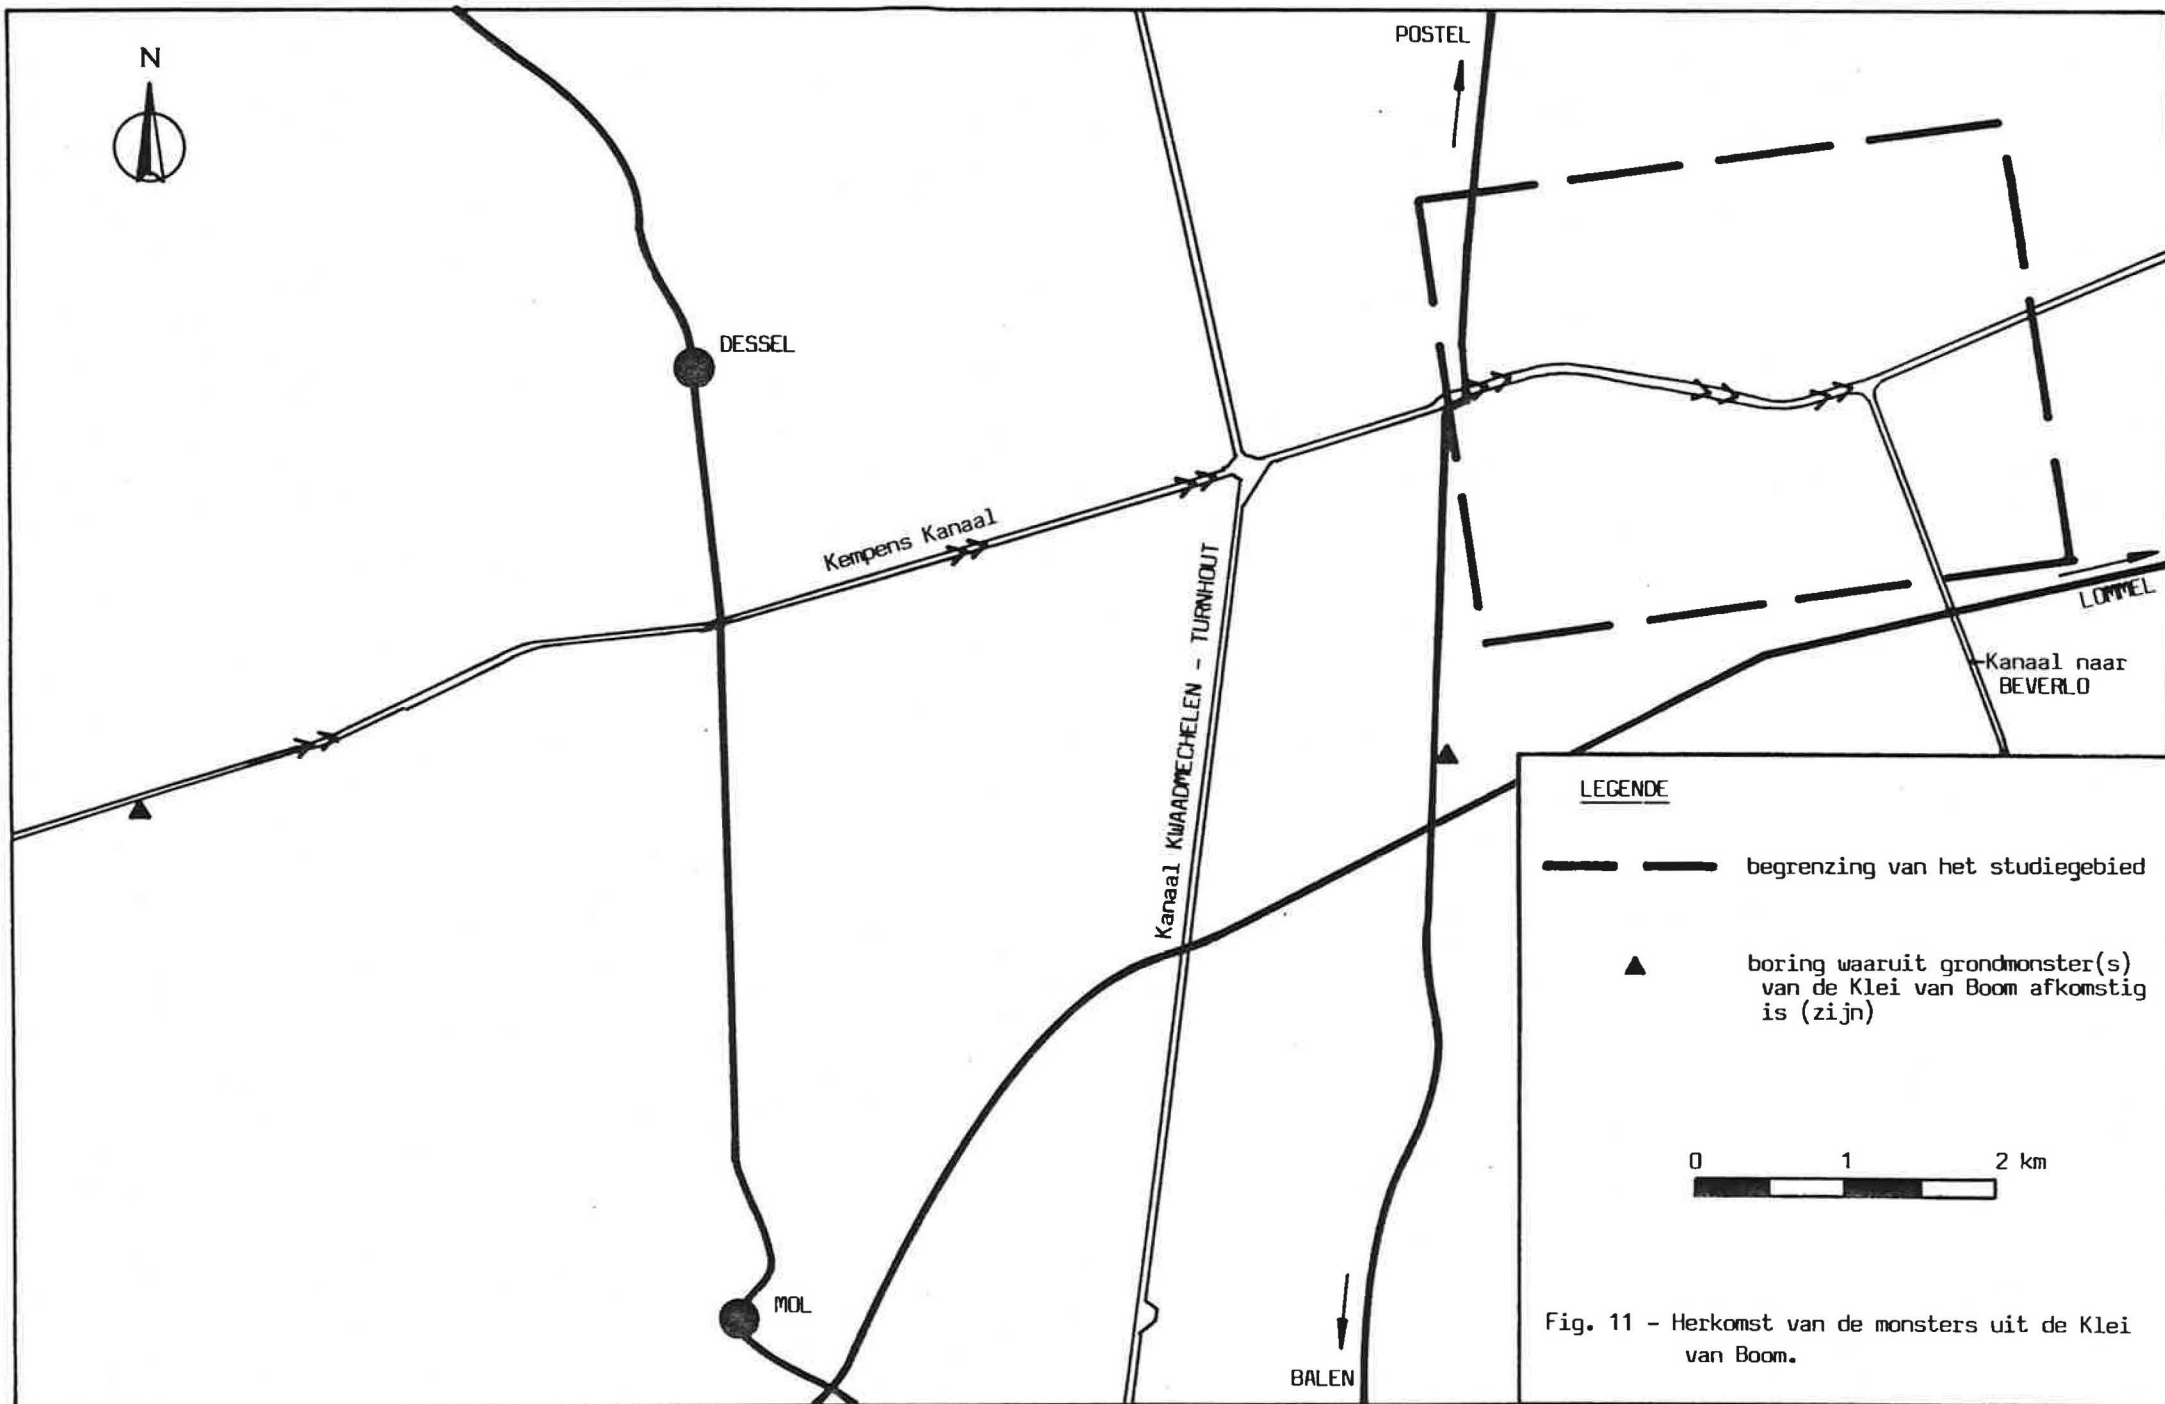 N
POSTEL
DESSEL
Kempens Kanaal
Kanaal KWAADMECHELEN - TURNHOUT
LOMMEL
Kanaal naar
BEVERLO
MOL
BALEN
LEGENDE
begrenzing van het studiegebied
boring waaruit grondmonster(s)
van de Klei van Boom afkomstig
is (zijn)
0 1 2 km
Fig. 11 - Herkomst van de monsters uit de Klei
van Boom.